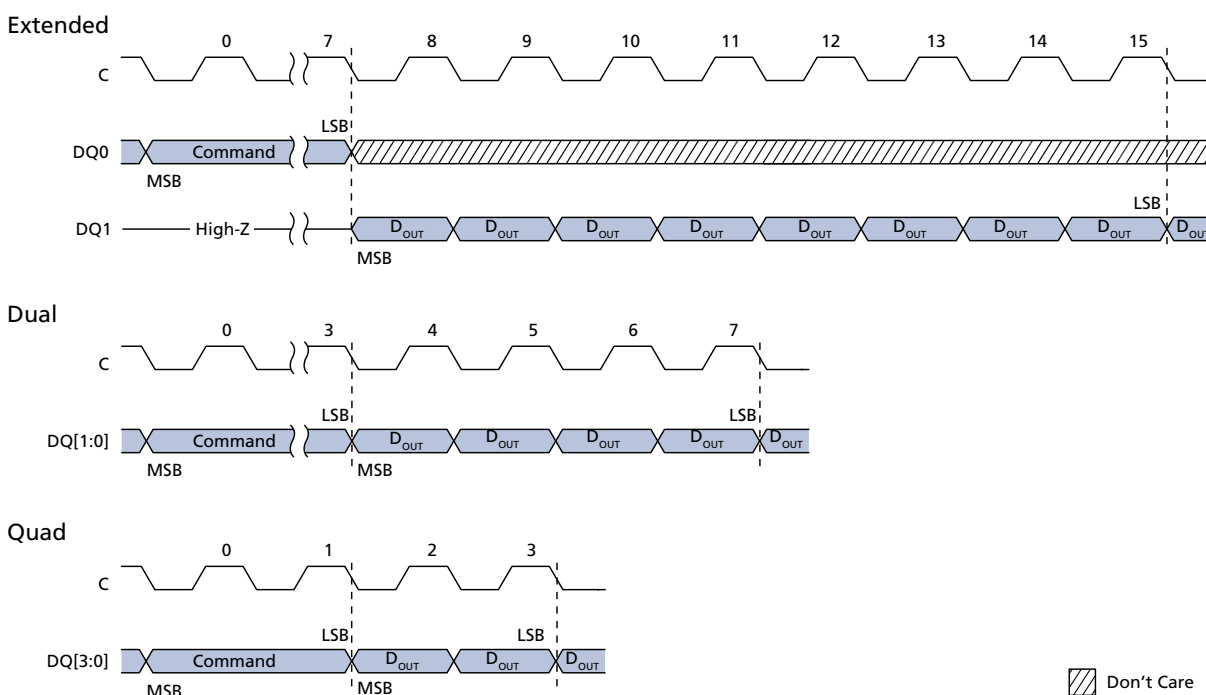 Extended
0 7 8 9 10 11 12 13 14 15
C
LSB
DQ0 Command
MSB
LSB
DQ1 High-Z DOUT DOUT DOUT DOUT DOUT DOUT DOUT DOUT DOUT
MSB
Dual
0 3 4 5 6 7
C
LSB LSB
DQ[1:0] Command DOUT DOUT DOUT DOUT DOUT
MSB MSB
Quad
0 1 2 3
C
LSB LSB
DQ[3:0] Command DOUT DOUT DOUT
MSB MSB
Don't Care